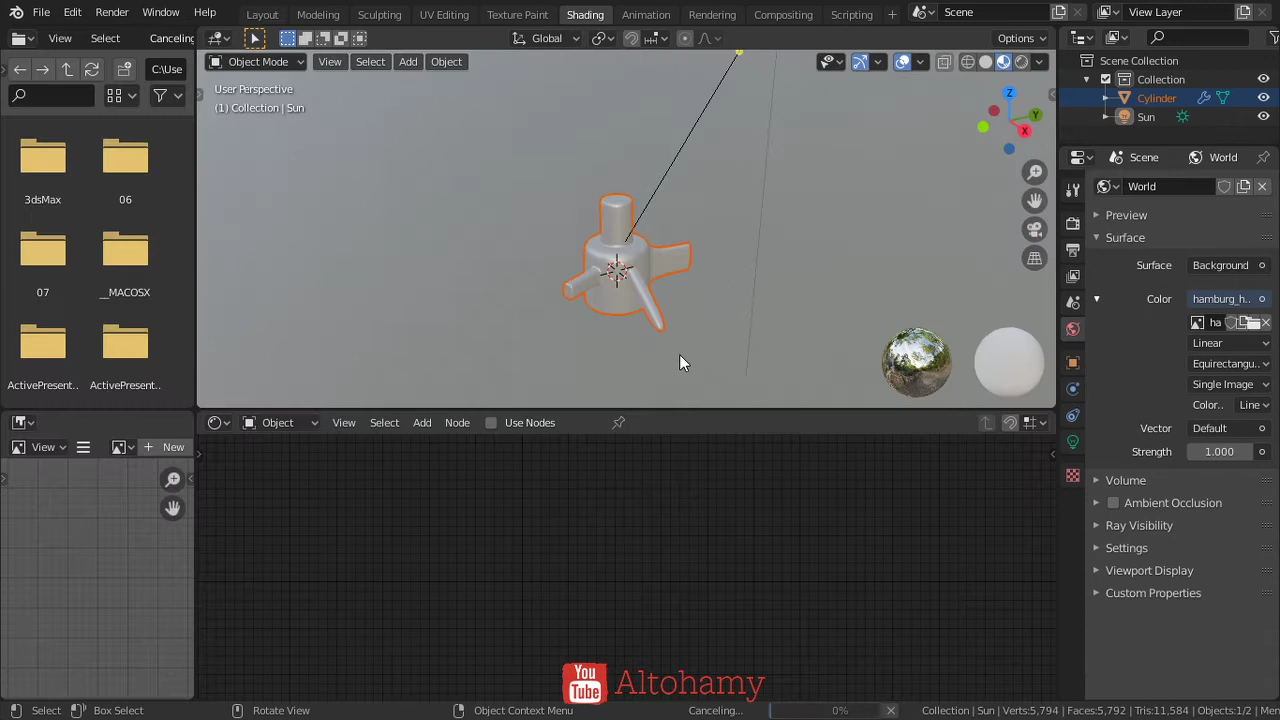 File Edit Render Window Help Layout Modeling Sculpting UV Editing Texture Paint Shading Animation Rendering Compositing Scripting Scene View Layer
View Select Canceling Global Options
C:\Use Object Mode View Select Add Object
User Perspective
(1) Collection | Sun
Scene Collection
Collection
Cylinder
Sun
Z
Y
X
Scene World
World
Preview
Surface
Surface Background
Color hamburg_h..
ha
Linear
Equirectangu..
Single Image
Color.. Line
Vector Default
Strength 1.000
Volume
Ambient Occlusion
Ray Visibility
Settings
Viewport Display
Custom Properties
3dsMax 06
07 __MACOSX
ActivePresent.. ActivePresent..
Object View Select Add Node Use Nodes
View New
You
Tube
Altohamy
Select Box Select Rotate View Object Context Menu Canceling... 0% Collection | Sun | Verts:5,794 | Faces:5,792 | Tris:11,584 | Objects:1/2 | Mem